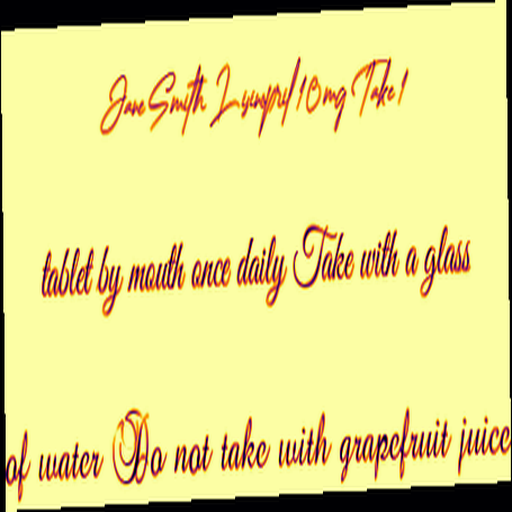 Jane Smith Lisinopril 10mg Take 1
tablet by mouth once daily Take with a glass
of water Do not take with grapefruit juice